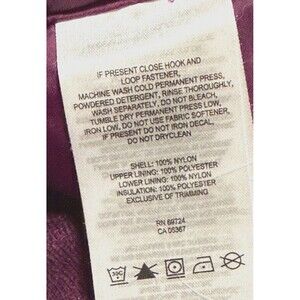 IF PRESENT CLOSE HOOK AND
LOOP FASTENER,
MACHINE WASH COLD PERMANENT PRESS,
POWDERED DETERGENT, RINSE THOROUGHLY,
WASH SEPARATELY, DO NOT BLEACH,
TUMBLE DRY PERMANENT PRESS LOW,
IRON LOW, DO NOT USE FABRIC SOFTENER,
IF PRESENT DO NOT IRON DECAL,
DO NOT DRYCLEAN
SHELL: 100% NYLON
UPPER LINING: 100% POLYESTER
LOWER LINING: 100% NYLON
INSULATION: 100% POLYESTER
EXCLUSIVE OF TRIMMING
RN 69724
CA 05367
30C